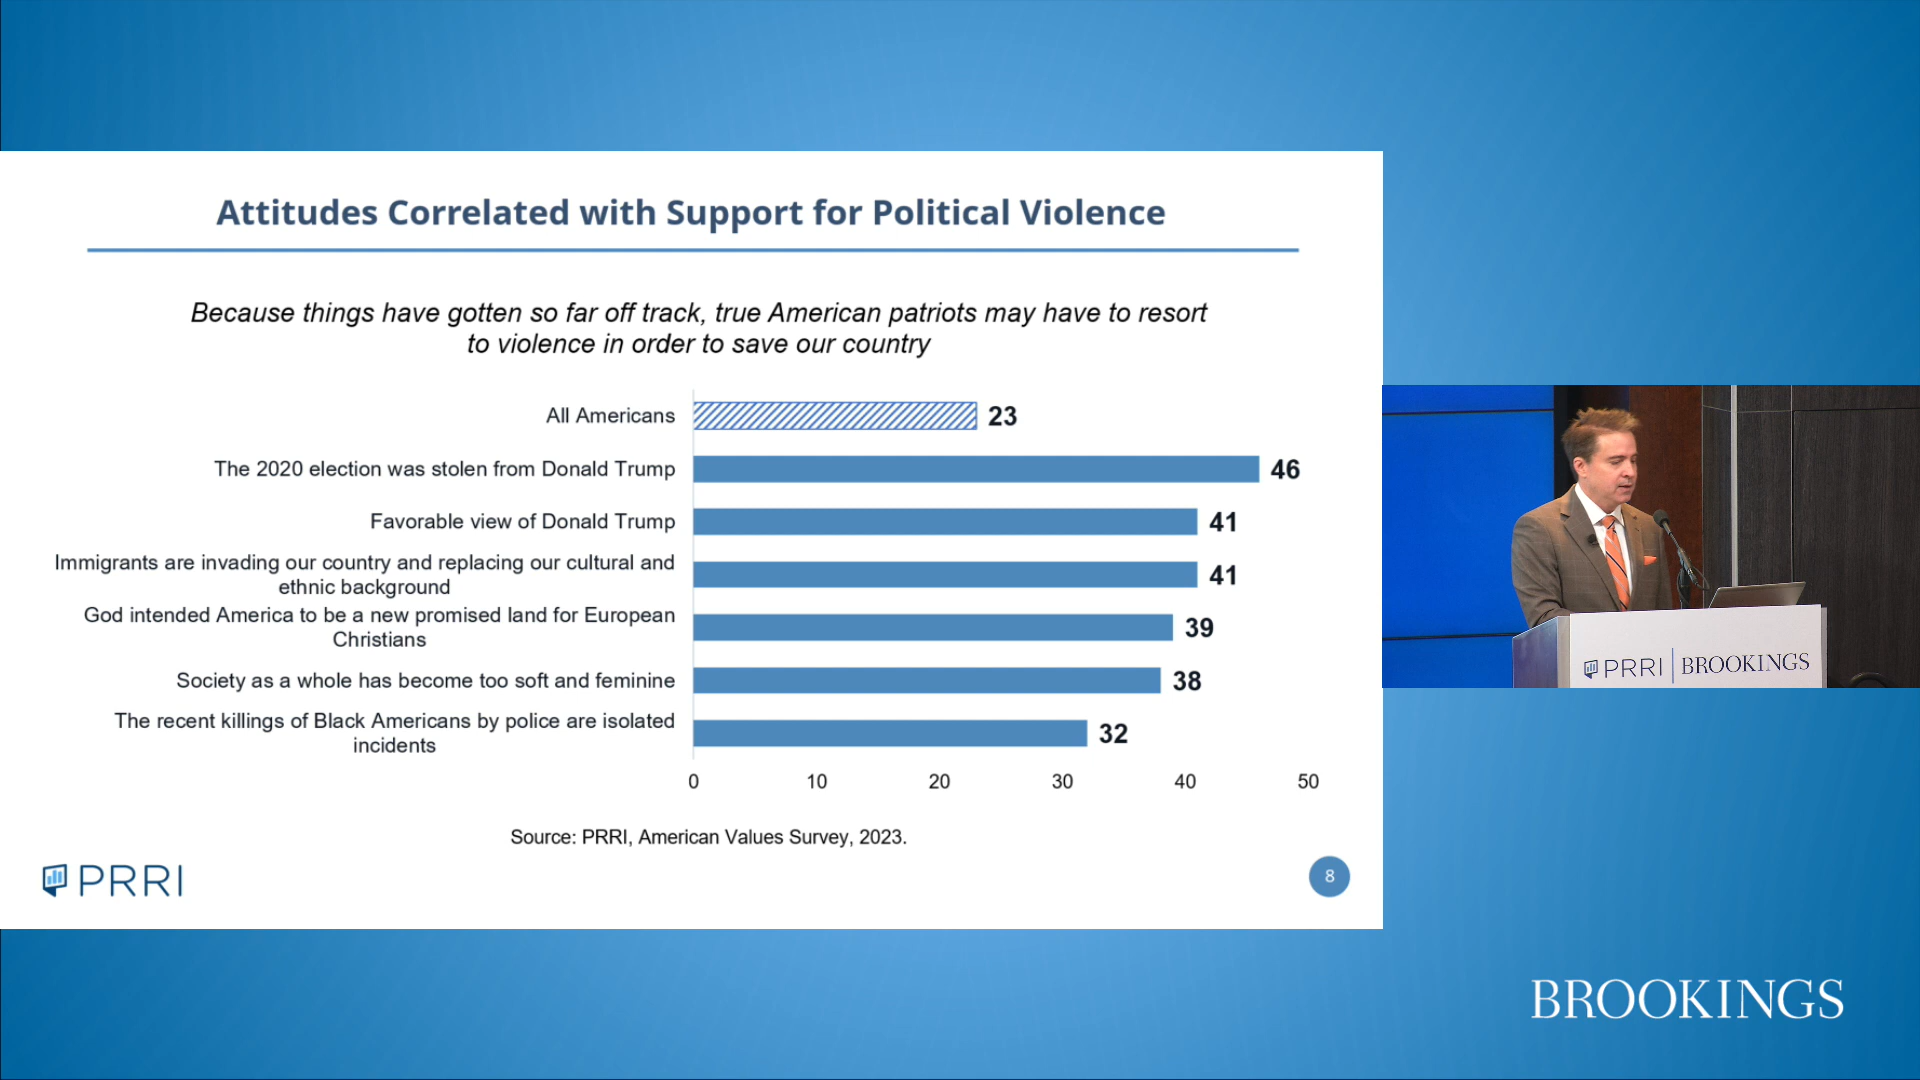 Attitudes Correlated with Support for Political Violence
Because things have gotten so far off track, true American patriots may have to resort
to violence in order to save our country
All Americans
23
The 2020 election was stolen from Donald Trump
46
Favorable view of Donald Trump
41
Immigrants are invading our country and replacing our cultural and
ethnic background
41
God intended America to be a new promised land for European
Christians
39
Society as a whole has become too soft and feminine
38
The recent killings of Black Americans by police are isolated
incidents
32
0 10 20 30 40 50
Source: PRRI, American Values Survey, 2023.
PRRI
8
PRRI | BROOKINGS
BROOKINGS